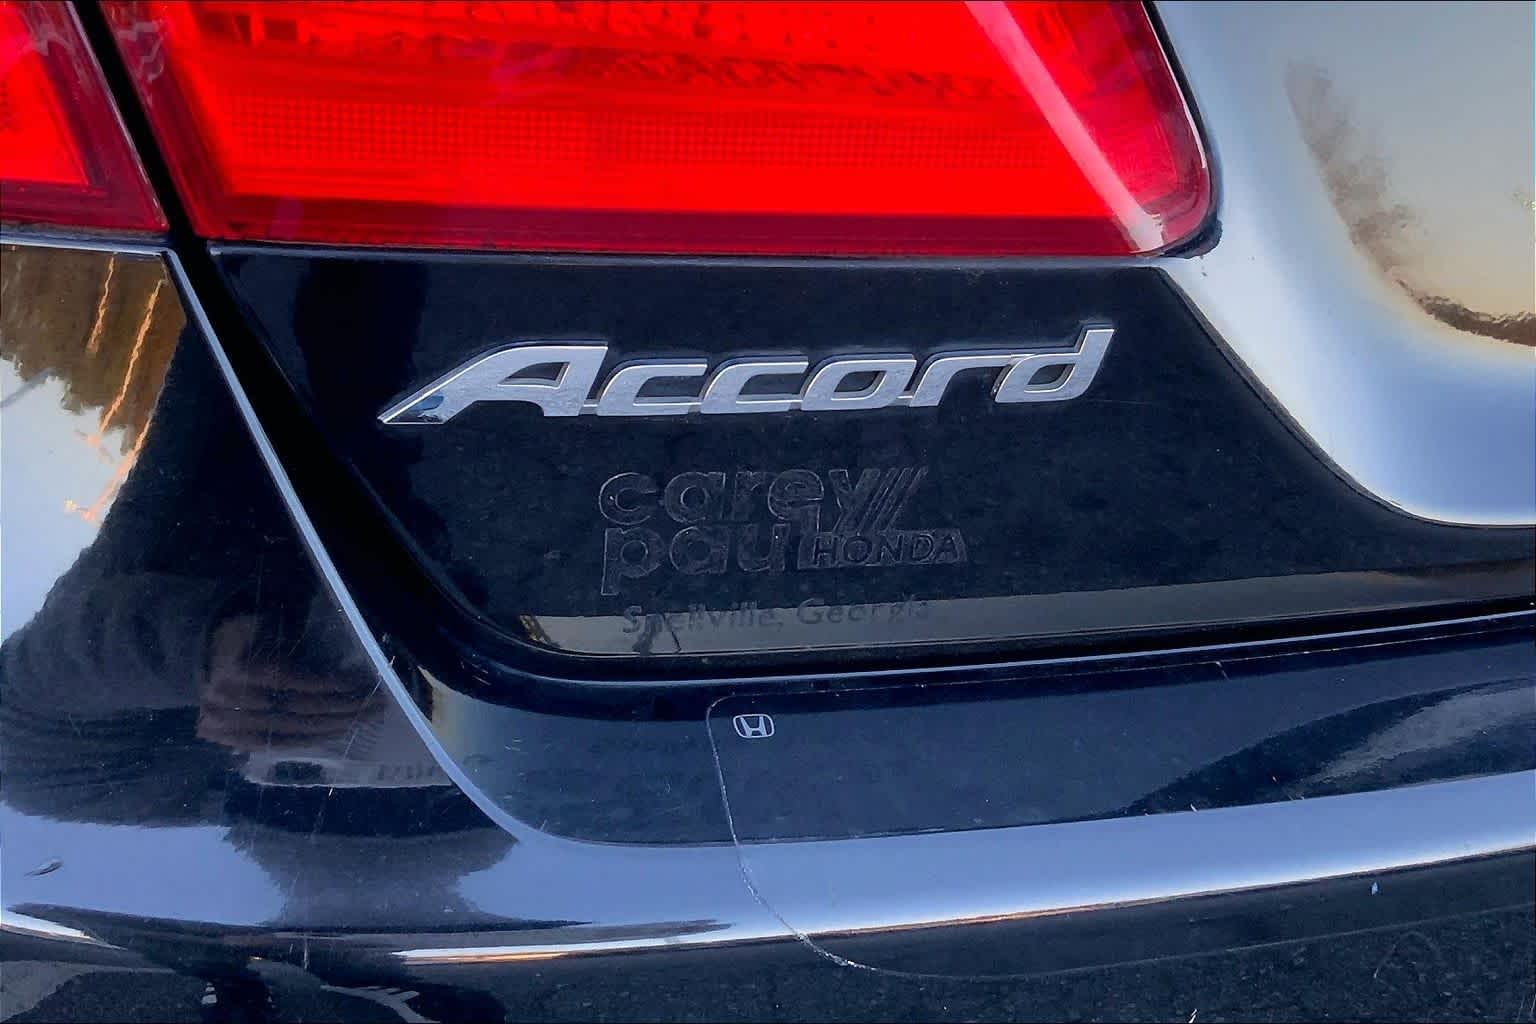 Accord
carey
paul HONDA
Snellville, Georgia